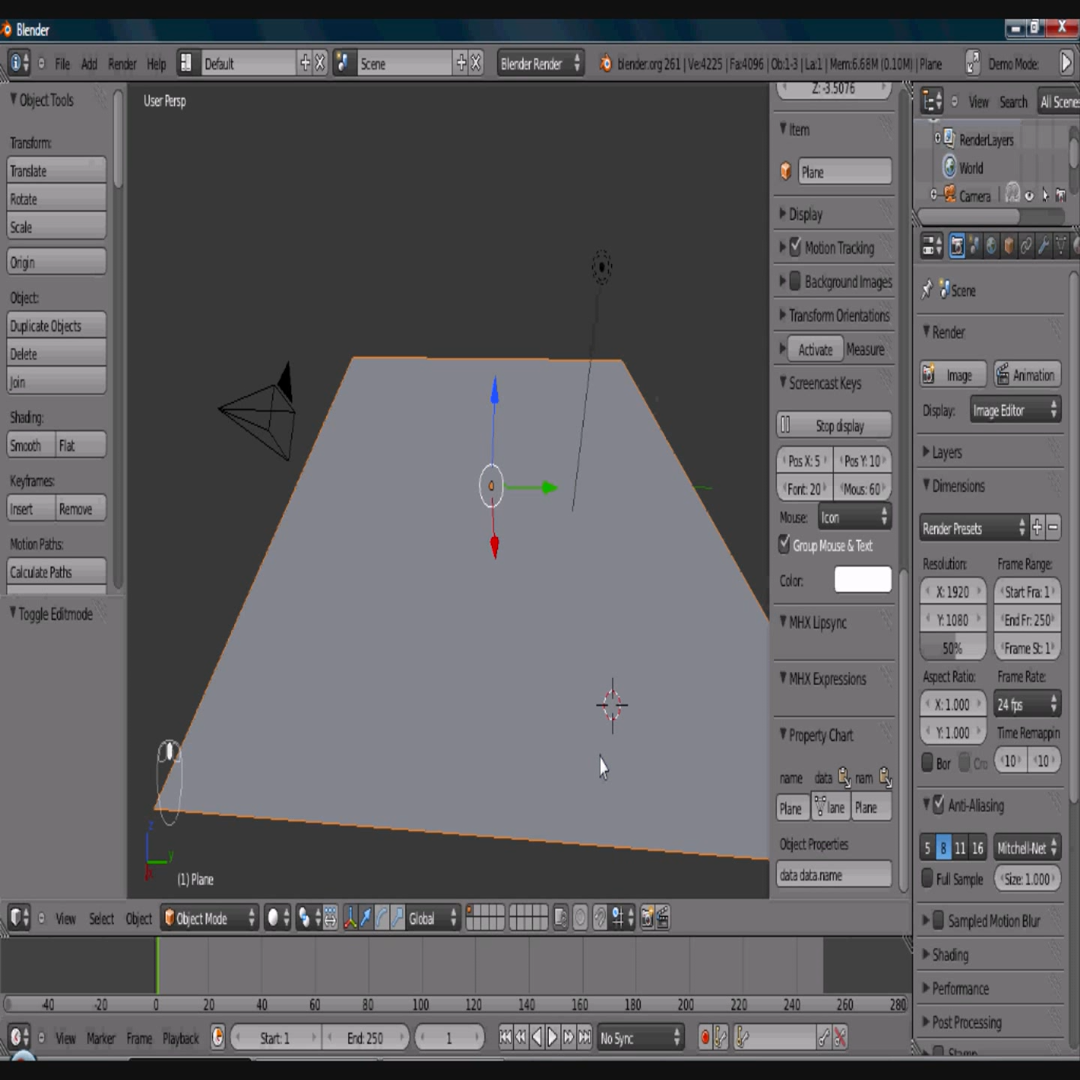 Blender
File Add Render Help Default Scene Blender Render blender.org 261 | Ve:4225 | Fa:4096 | Ob:1-3 | La:1 | Mem:6.68M (0.10M) | Plane Demo Mode:
Object Tools
Transform:
Translate
Rotate
Scale
Origin
Object:
Duplicate Objects
Delete
Join
Shading:
Smooth Flat
Keyframes:
Insert Remove
Motion Paths:
Calculate Paths
Toggle Editmode
User Persp
z
y
(1) Plane
Z: -3.5076
Item
Plane
Display
Motion Tracking
Background Images
Transform Orientations
Activate Measure
Screencast Keys
Stop display
Pos X: 5 Pos Y: 10
Font: 20 Mous: 60
Mouse: Icon
Group Mouse & Text
Color:
MHX Lipsync
MHX Expressions
Property Chart
name data nam
Plane lane Plane
Object Properties
data data.name
View Search All Scenes
RenderLayers
World
Camera
Scene
Render
Image Animation
Display: Image Editor
Layers
Dimensions
Render Presets
Resolution: Frame Range:
X: 1920 Start Fra: 1
Y: 1080 End Fr: 250
50% Frame St: 1
Aspect Ratio: Frame Rate:
X: 1.000 24 fps
Y: 1.000 Time Remappin
Bor Cro 10 10
Anti-Aliasing
5 8 11 16 Mitchell-Net
Full Sample Size: 1.000
Sampled Motion Blur
Shading
Performance
Post Processing
Stamp
View Select Object Object Mode Global
-40 -20 0 20 40 60 80 100 120 140 160 180 200 220 240 260 280
View Marker Frame Playback Start: 1 End: 250 1 No Sync